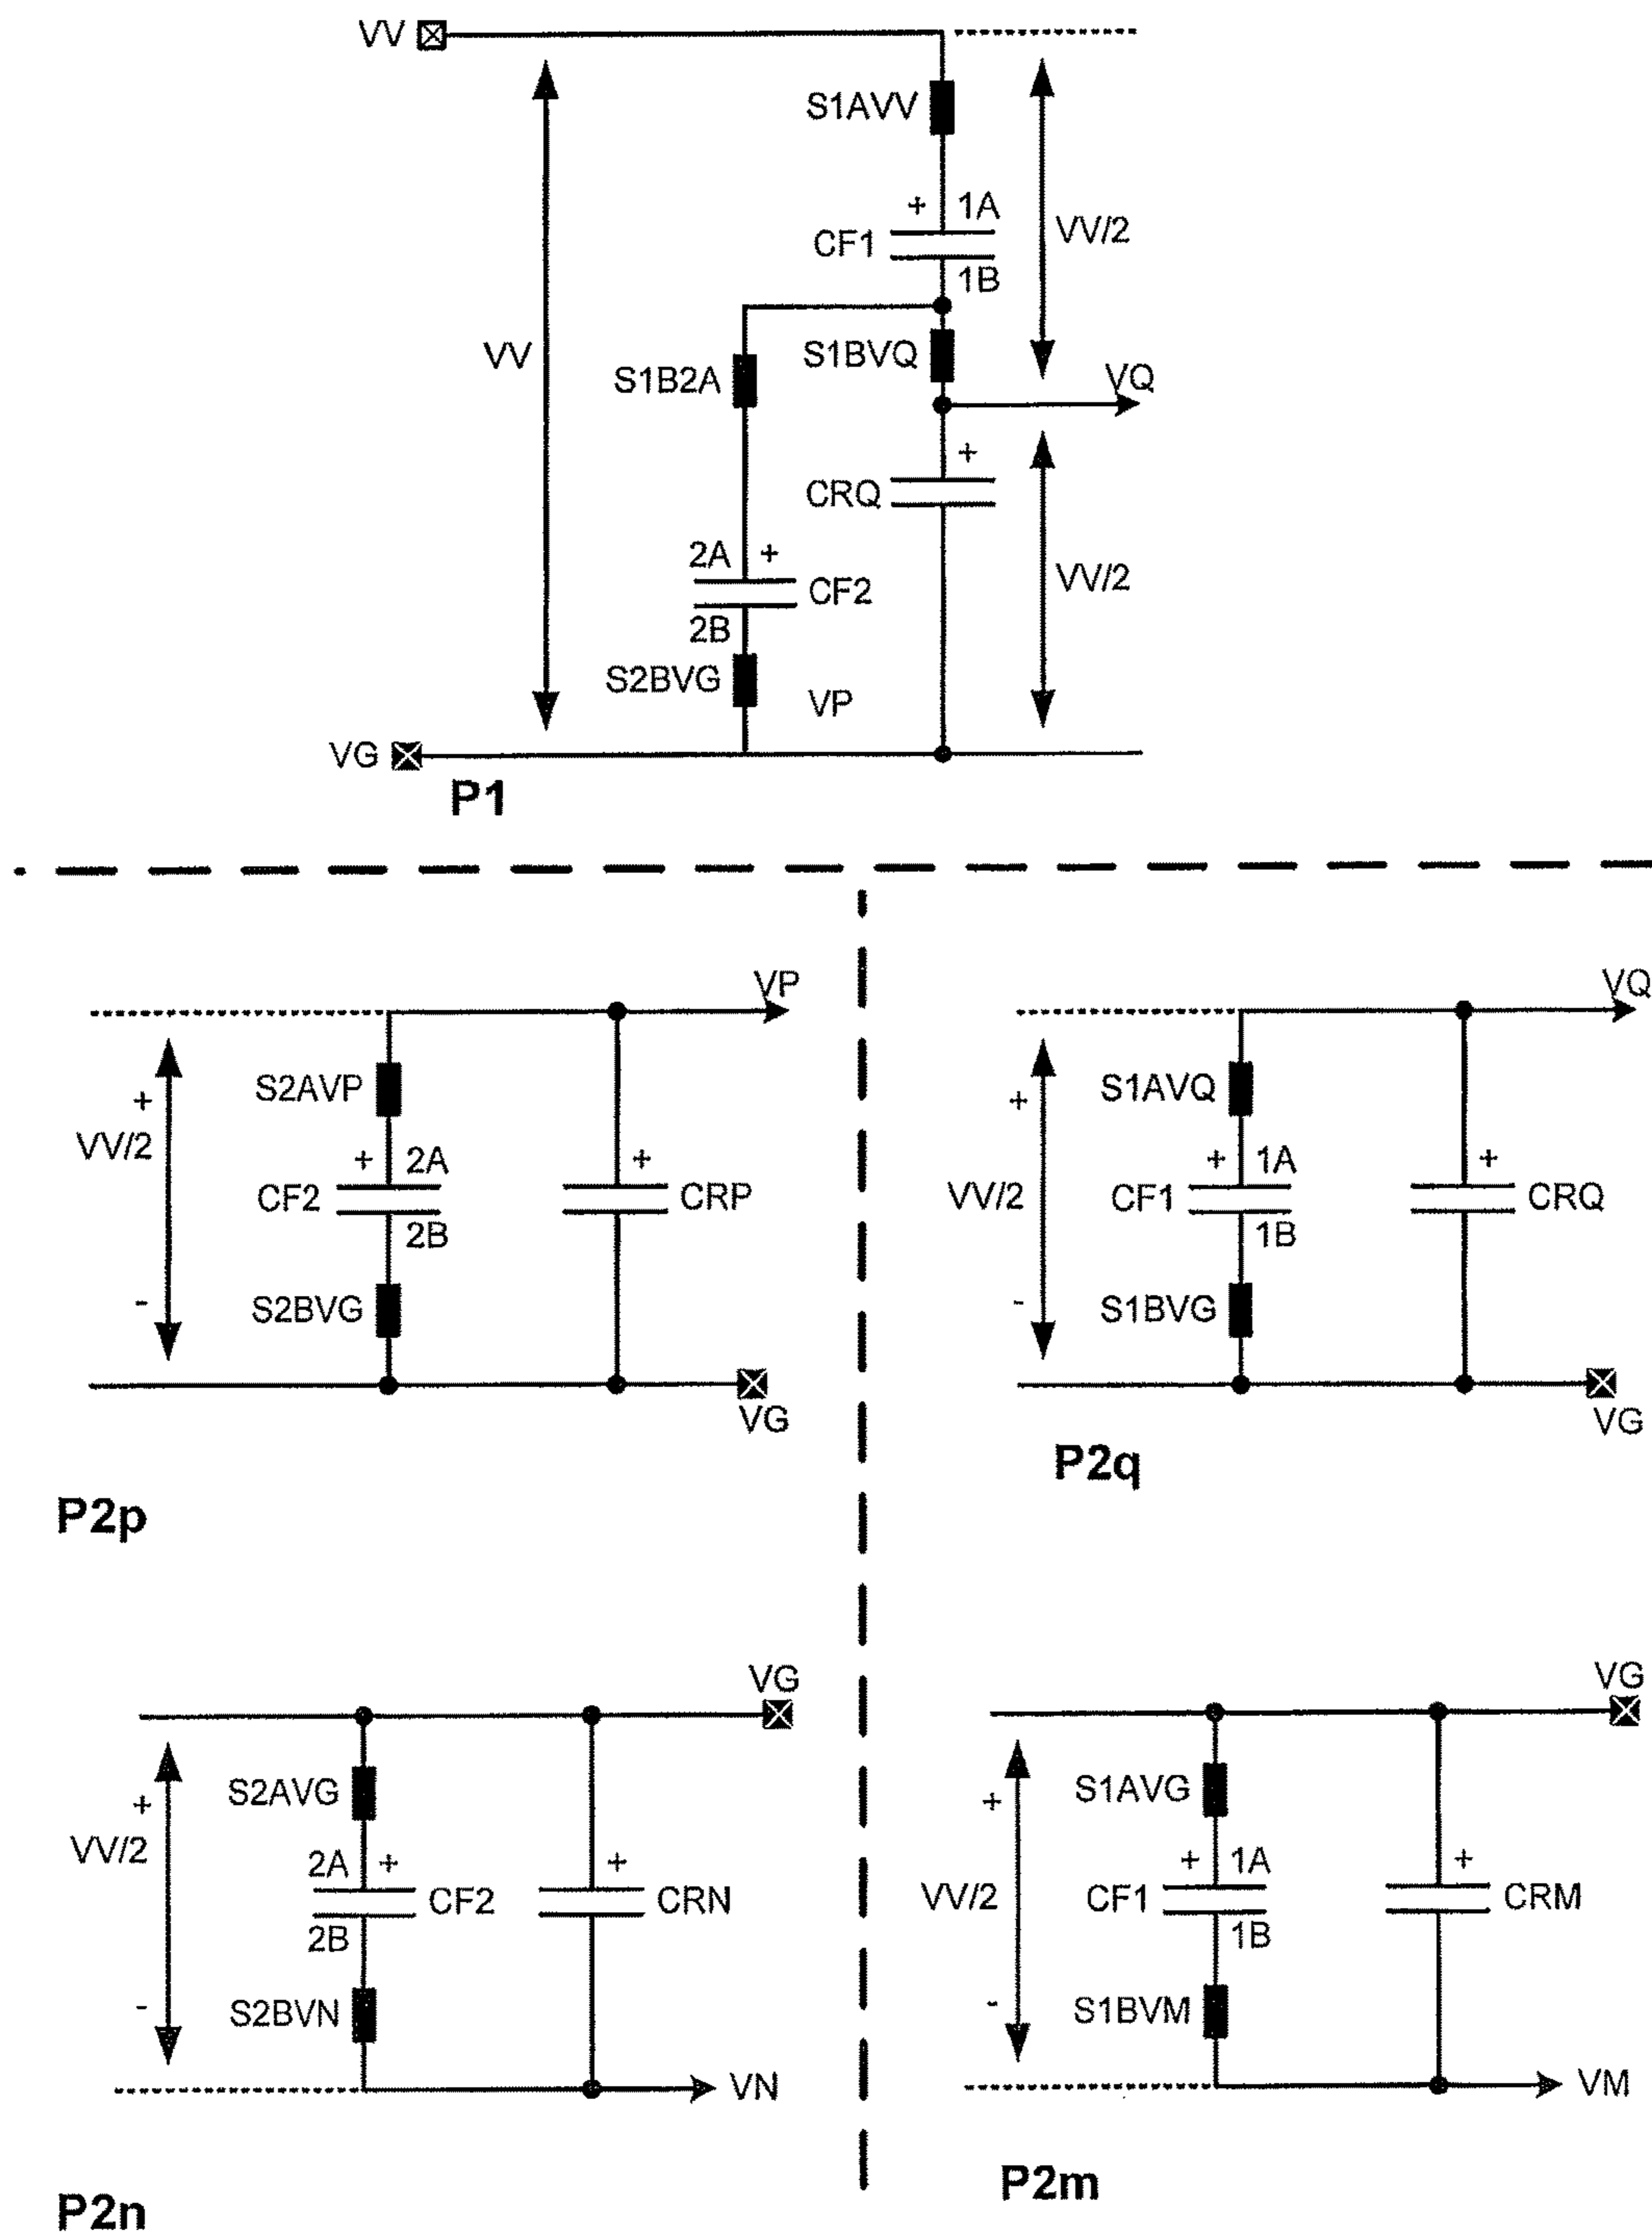 VV
S1AVV
+ 1A
CF1
VV/2
1B
VV
S1B2A
S1BVQ
VQ
+
CRQ
2A +
CF2
VV/2
2B
S2BVG
VP
VG
P1
VP
S2AVP
+
VV/2
+ 2A
CF2
CRP
+
2B
-
S2BVG
VG
P2p
VQ
S1AVQ
+
VV/2
+ 1A
CF1
CRQ
+
1B
-
S1BVG
VG
P2q
VG
S2AVG
+
VV/2
2A +
CF2
CRN
+
2B
-
S2BVN
VN
P2n
VG
S1AVG
+
VV/2
+ 1A
CF1
CRM
+
1B
-
S1BVM
VM
P2m